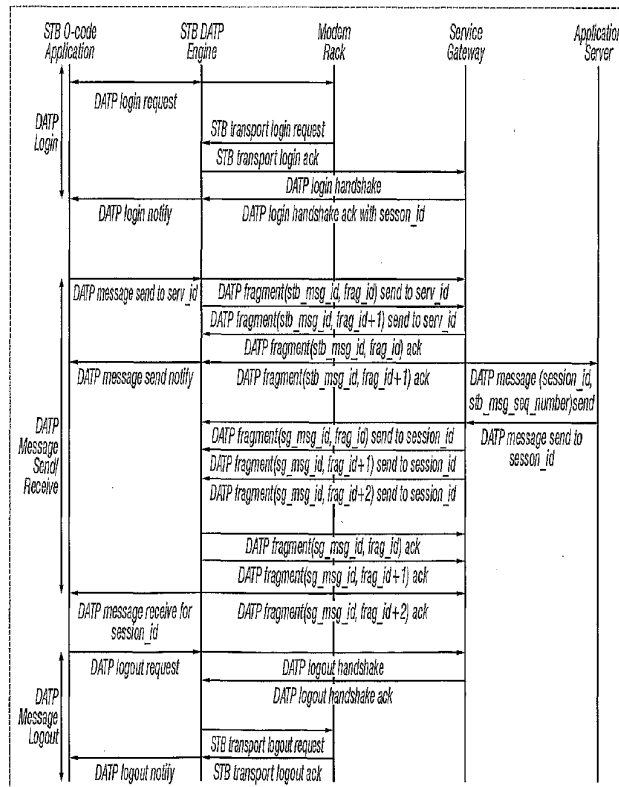 STB O-code
Application
STB DATP
Engine
Modem
Rack
Service
Gateway
Application
Server
DATP
Login
DATP login request
STB transport login request
STB transport login ack
DATP login handshake
DATP login notify
DATP login handshake ack with sesson_id
DATP
Message
Send/
Receive
DATP message send to serv_id
DATP fragment(stb_msg_id, frag_id) send to serv_id
DATP fragment(stb_msg_id, frag_id+1) send to serv_id
DATP fragment(stb_msg_id, frag_id) ack
DATP message send notify
DATP fragment(stb_msg_id, frag_id+1) ack
DATP message (session_id,
stb_msg_seq_number)send
DATP fragment(sg_msg_id, frag_id) send to session_id
DATP message send to
sesson_id
DATP fragment(sg_msg_id, frag_id+1) send to session_id
DATP fragment(sg_msg_id, frag_id+2) send to session_id
DATP fragment(sg_msg_id, frag_id) ack
DATP fragment(sg_msg_id, frag_id+1) ack
DATP message receive for
session_id
DATP fragment(sg_msg_id, frag_id+2) ack
DATP
Message
Logout
DATP logout request
DATP logout handshake
DATP logout handshake ack
STB transport logout request
DATP logout notify
STB transport logout ack